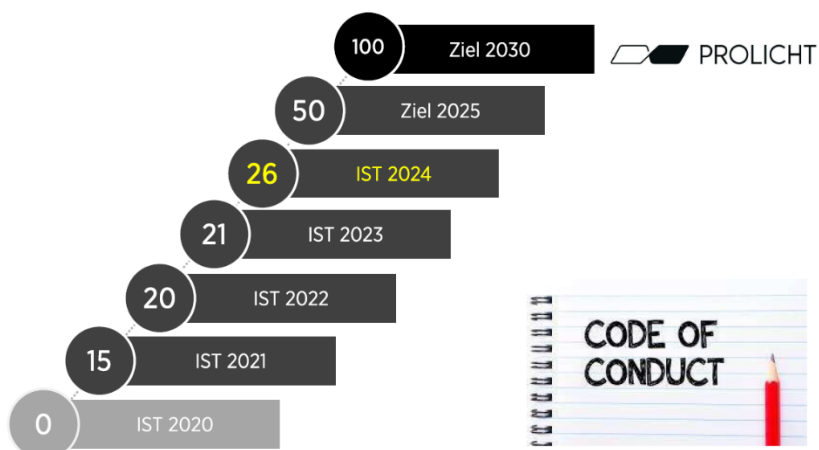 100 Ziel 2030
PROLICHT
50 Ziel 2025
26 IST 2024
21 IST 2023
20 IST 2022
15 IST 2021
0 IST 2020
CODE OF
CONDUCT